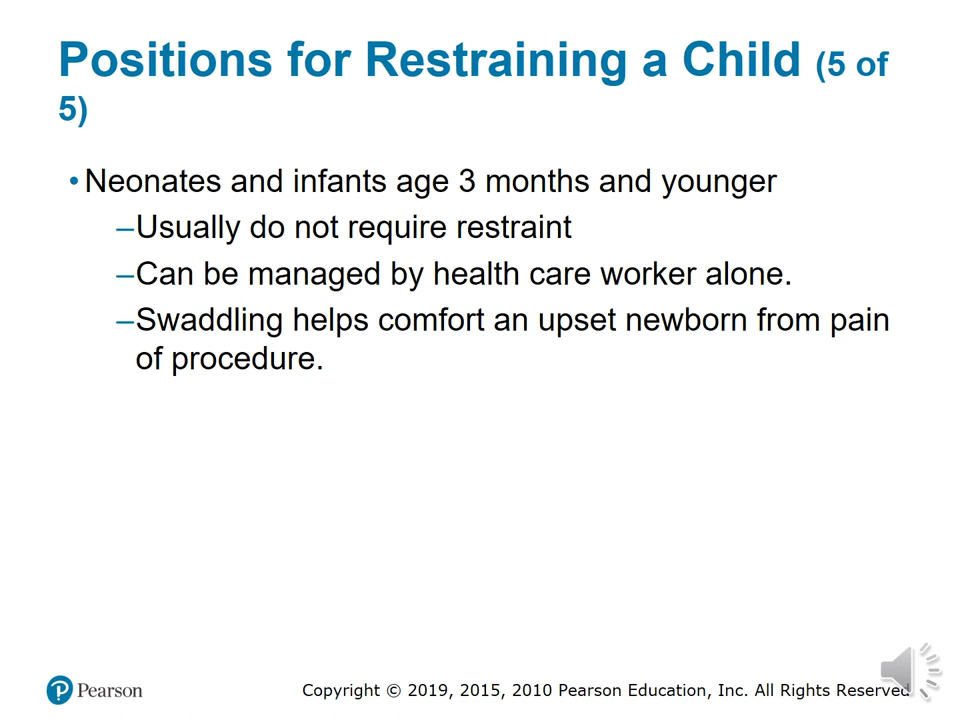 Positions for Restraining a Child (5 of
5)
• Neonates and infants age 3 months and younger
–Usually do not require restraint
–Can be managed by health care worker alone.
–Swaddling helps comfort an upset newborn from pain
of procedure.
Pearson
Copyright © 2019, 2015, 2010 Pearson Education, Inc. All Rights Reserved